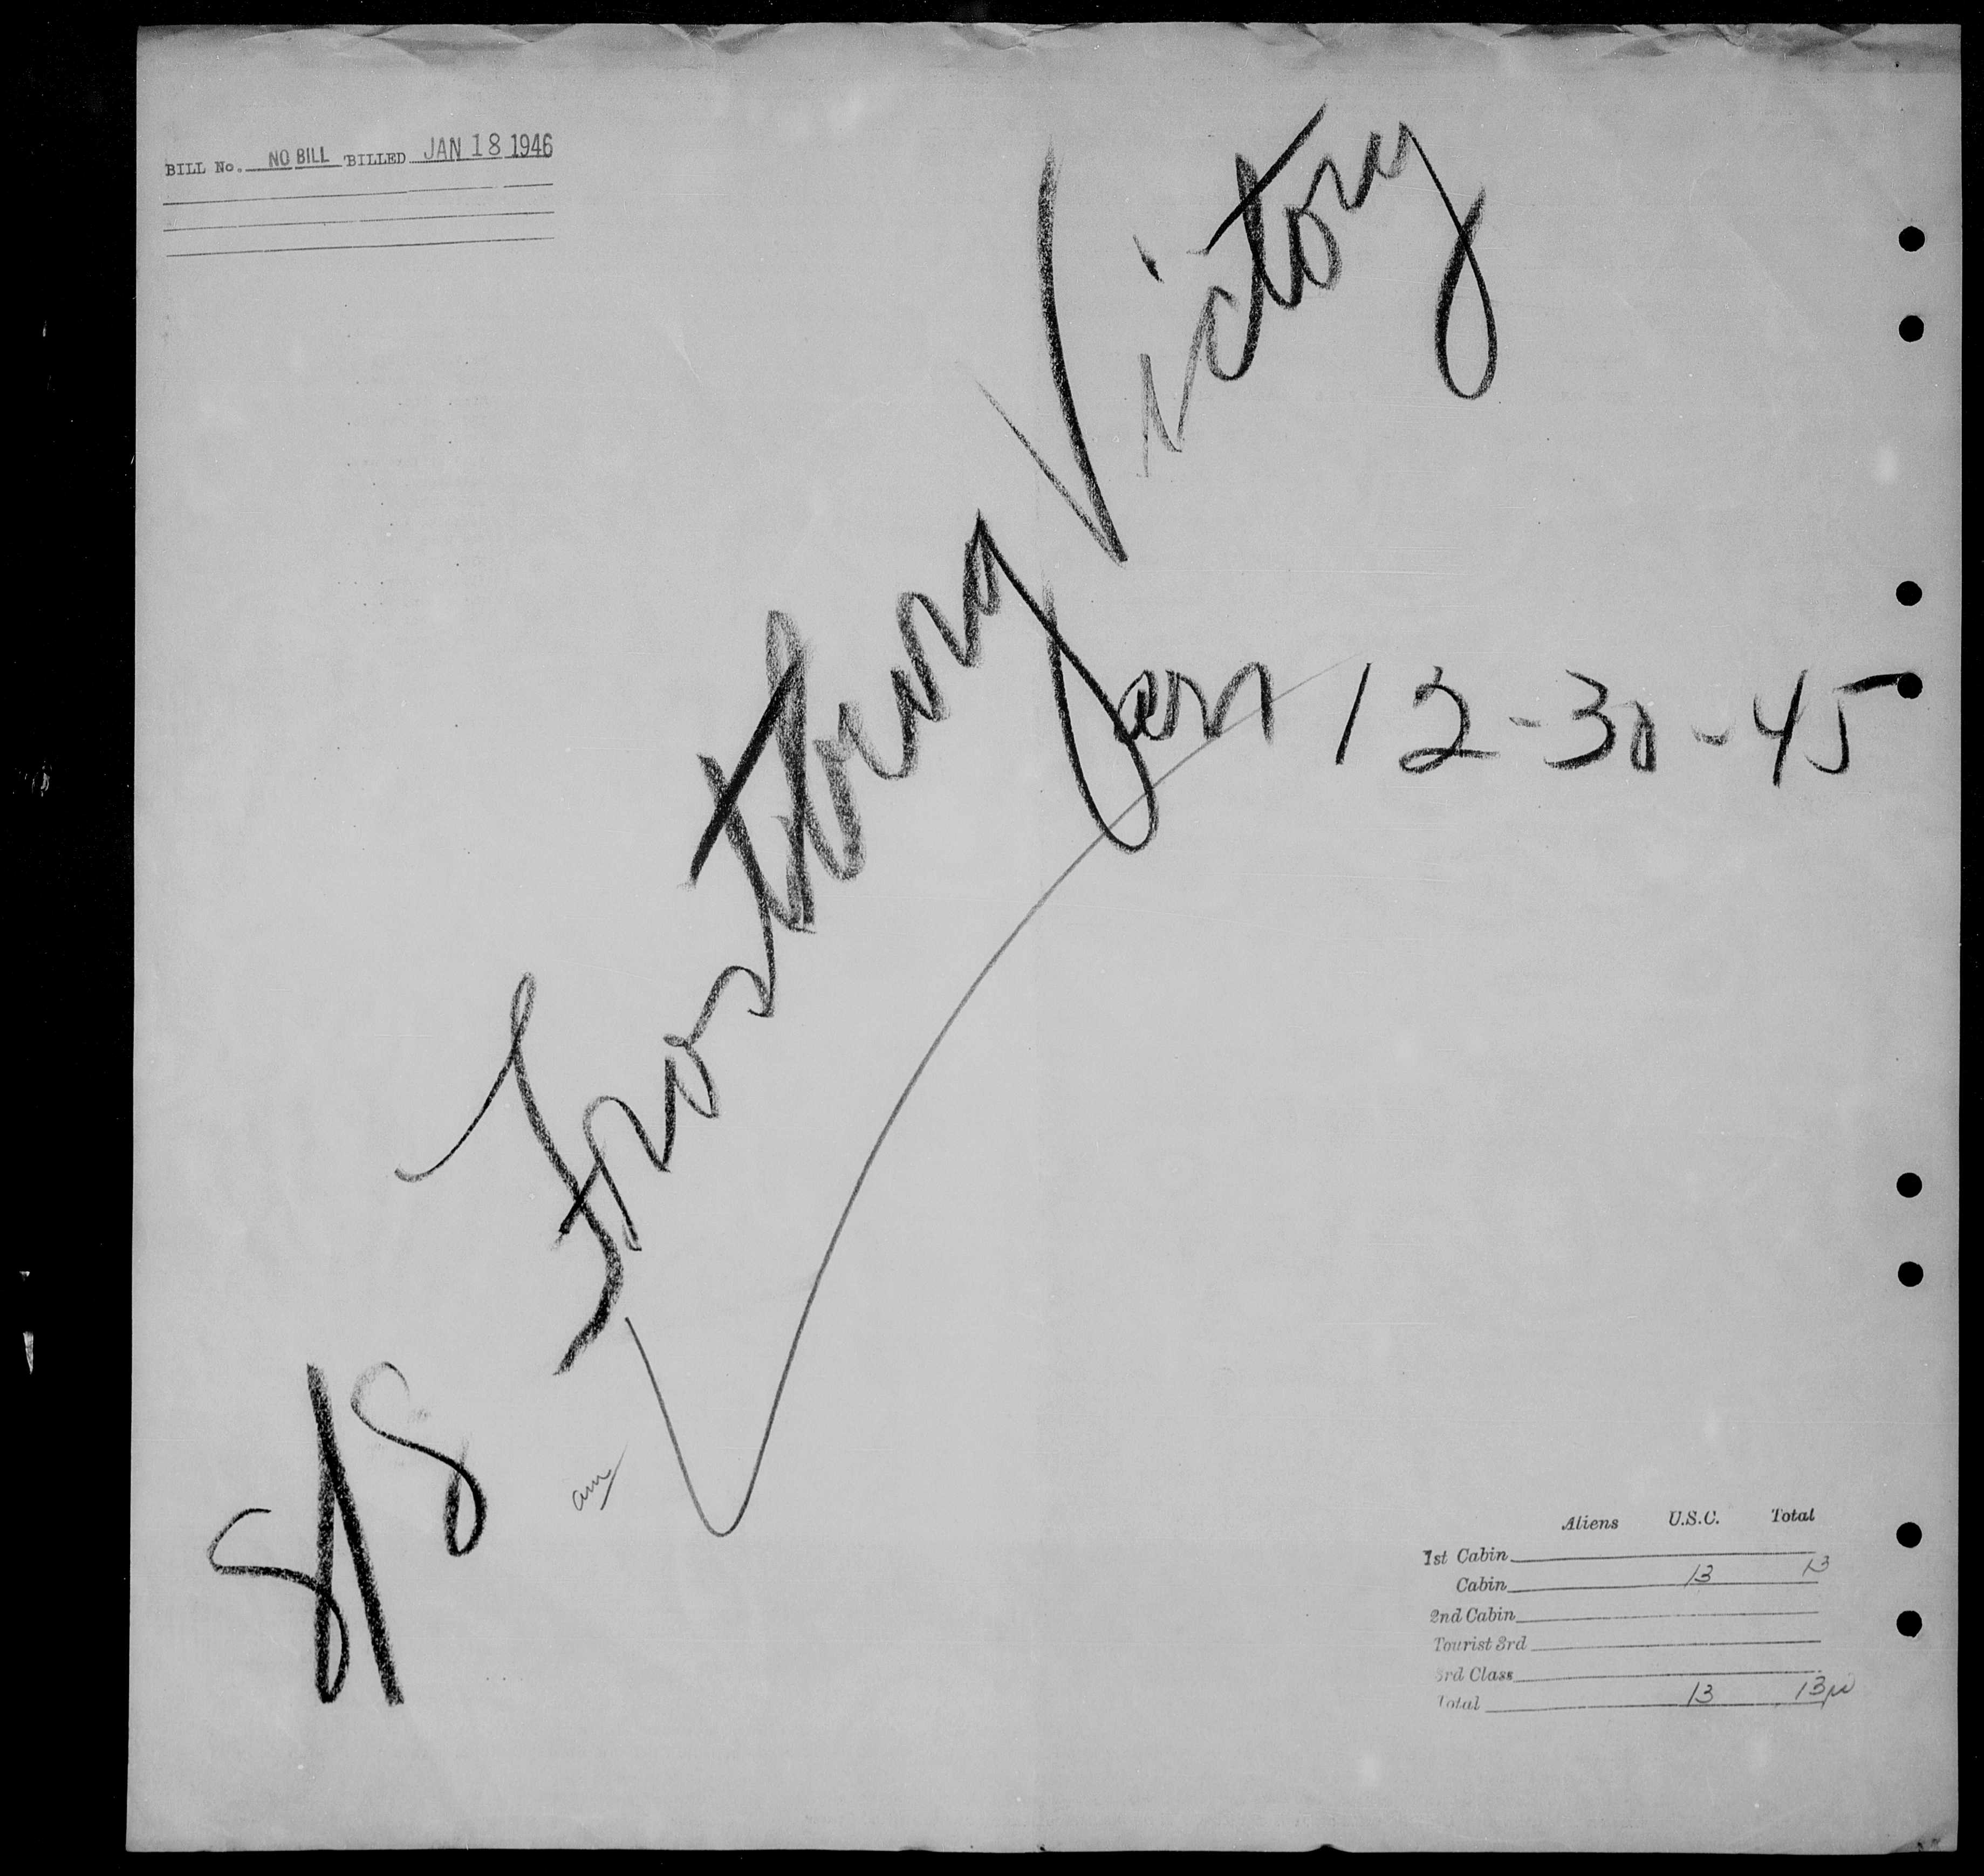 BILL No. NO BILL BILLED JAN 18 1946
S/S Frostburg Victory
arr 12-30-45
am
Aliens U.S.C. Total
1st Cabin
Cabin 13 13
2nd Cabin
Tourist 3rd
3rd Class
Total 13 13